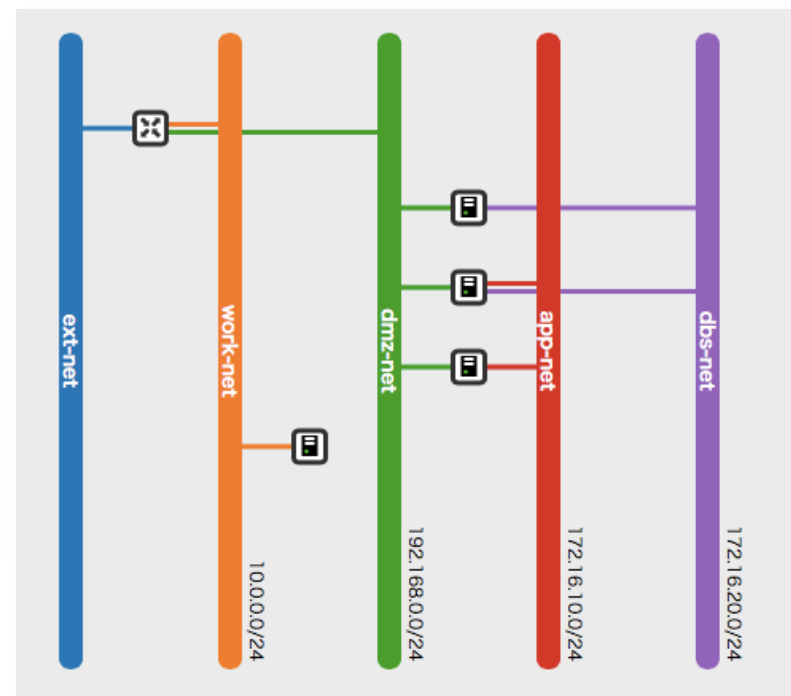 ext-net
work-net
10.0.0.0/24
dmz-net
192.168.0.0/24
app-net
172.16.10.0/24
dbs-net
172.16.20.0/24